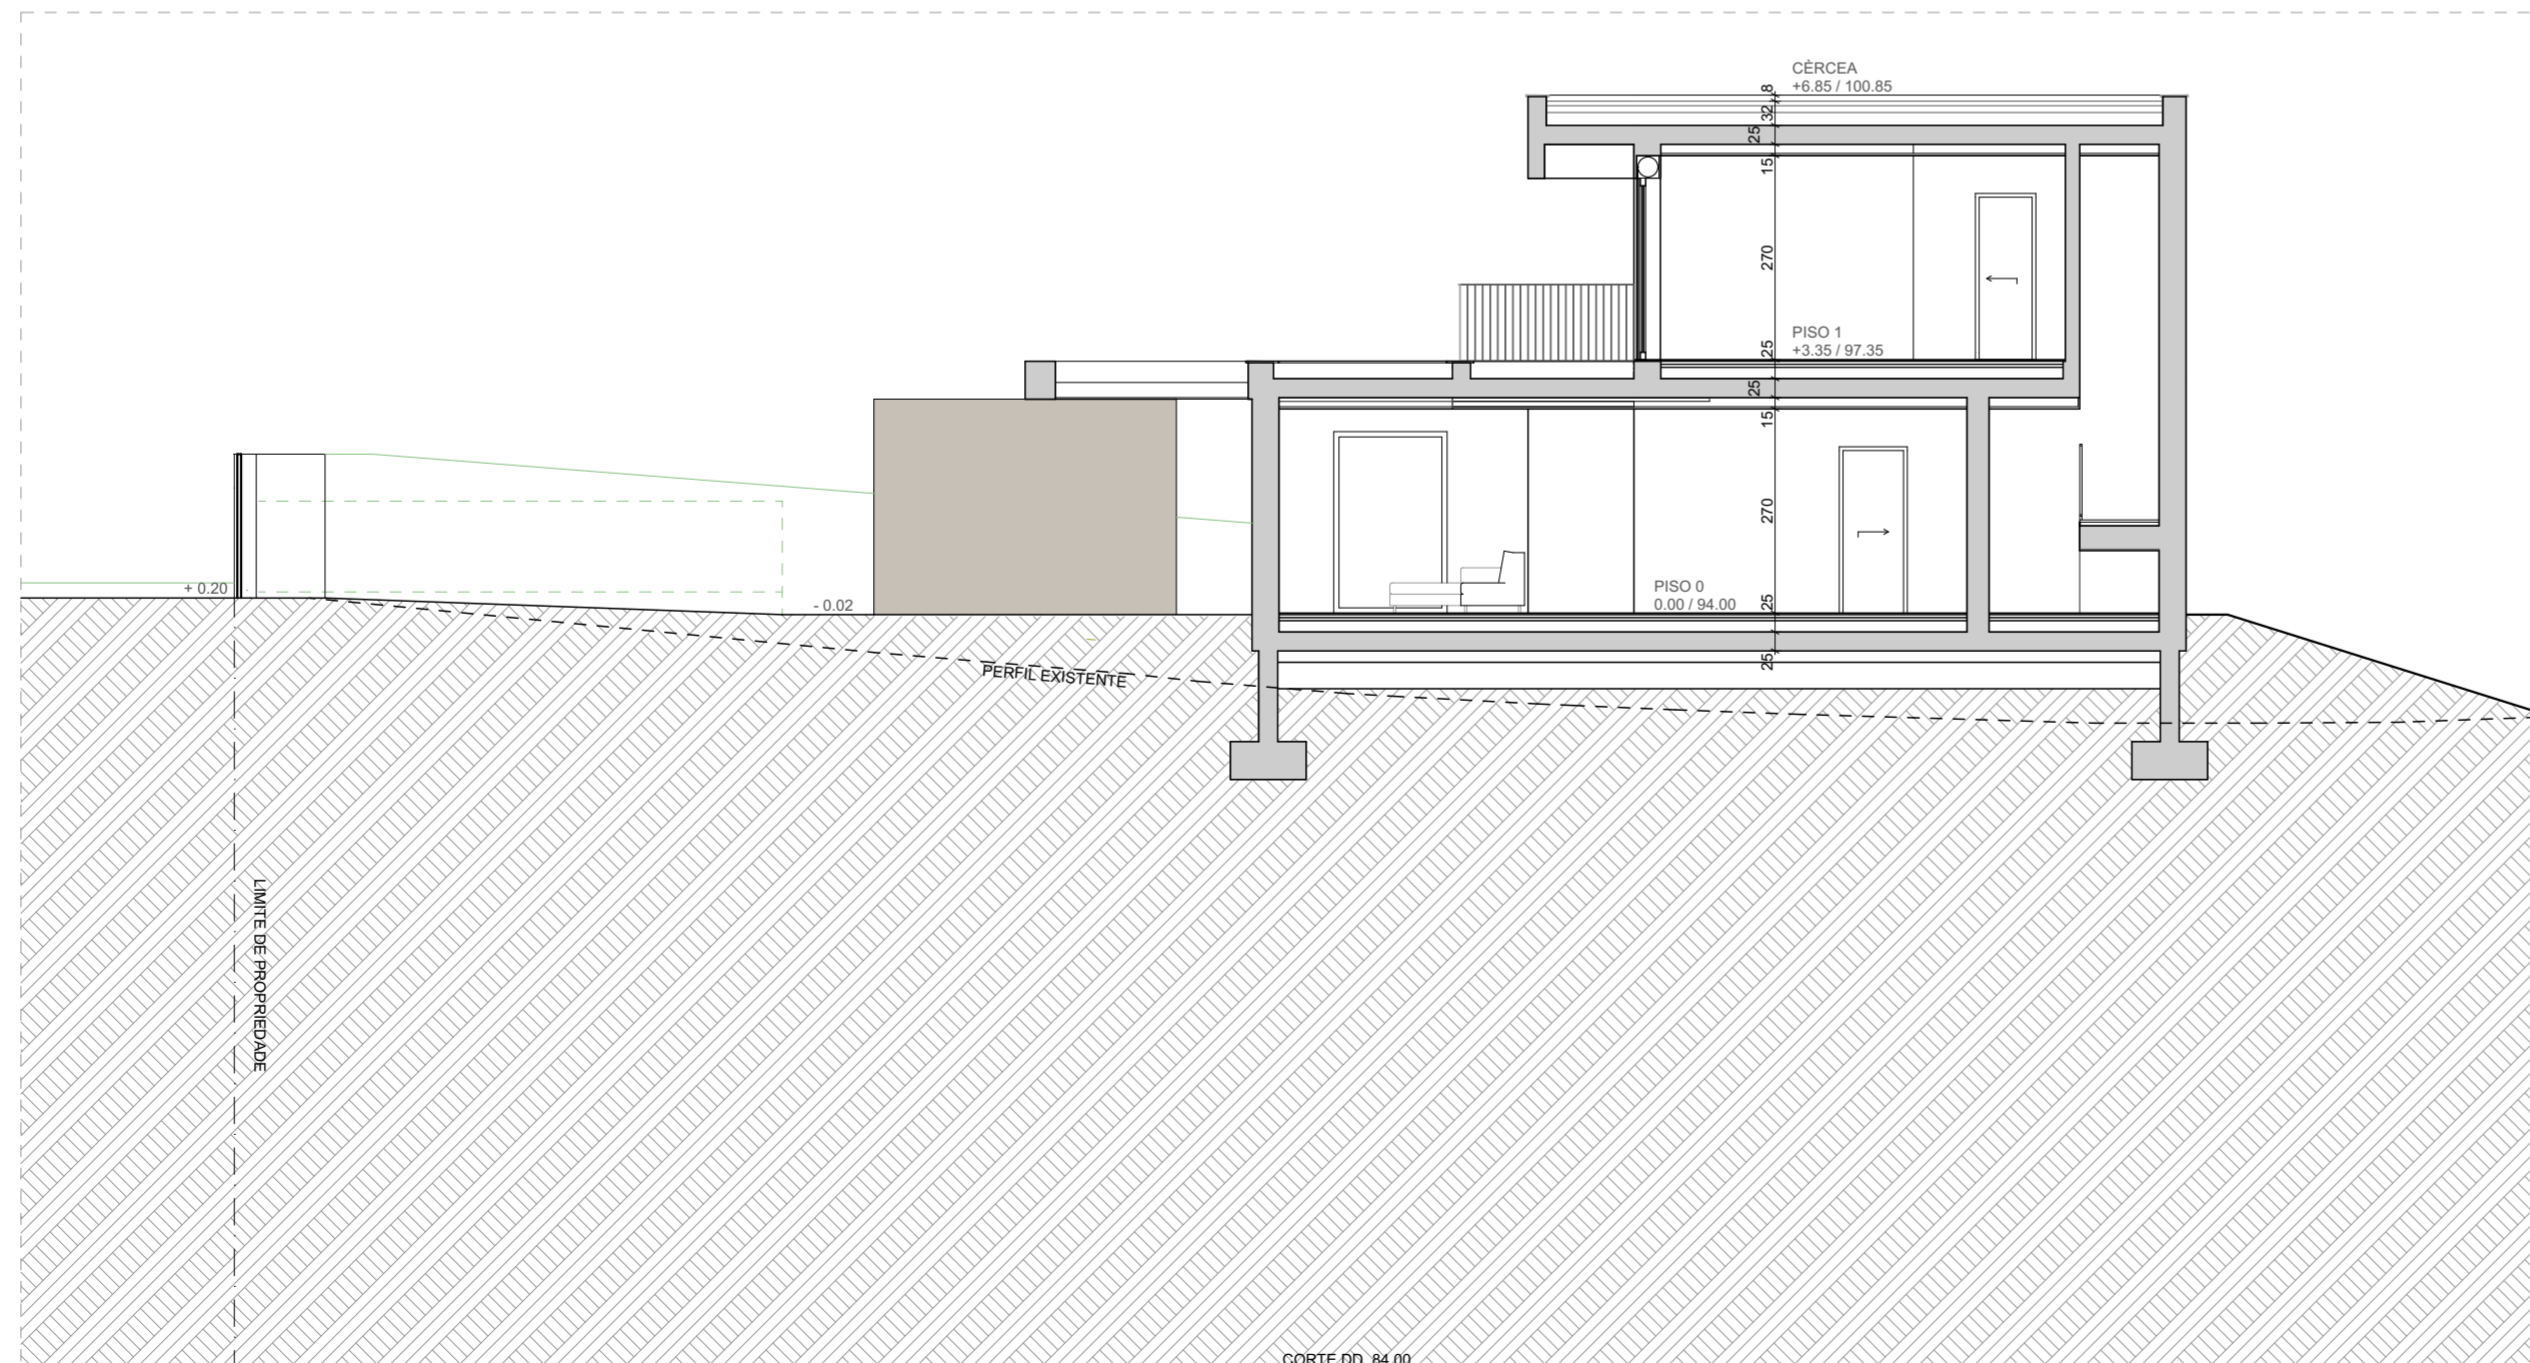 CÈRCEA
+6.85 / 100.85
8
32
25
15
270
PISO 1
+3.35 / 97.35
25
25
15
270
PISO 0
0.00 / 94.00
25
25
+ 0.20
- 0.02
PERFIL EXISTENTE
LIMITE DE PROPRIEDADE
CORTE DD 84.00